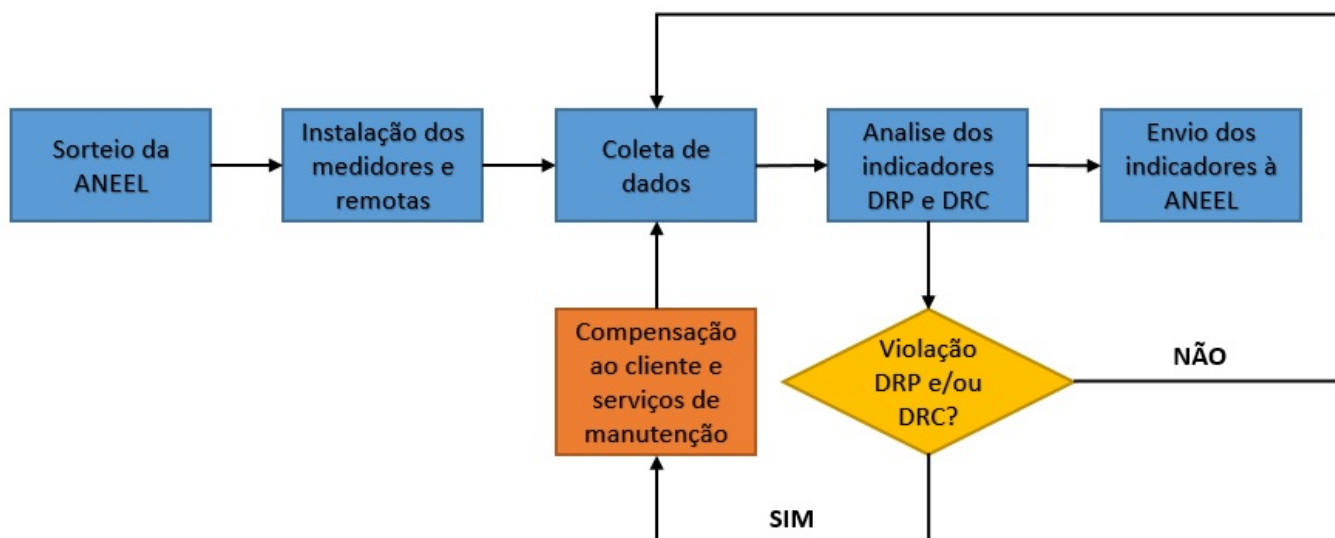 Sorteio da
ANEEL
Instalação dos
medidores e
remotas
Coleta de
dados
Analise dos
indicadores
DRP e DRC
Envio dos
indicadores à
ANEEL
Compensação
ao cliente e
serviços de
manutenção
Violação
DRP e/ou
DRC?
NÃO
SIM